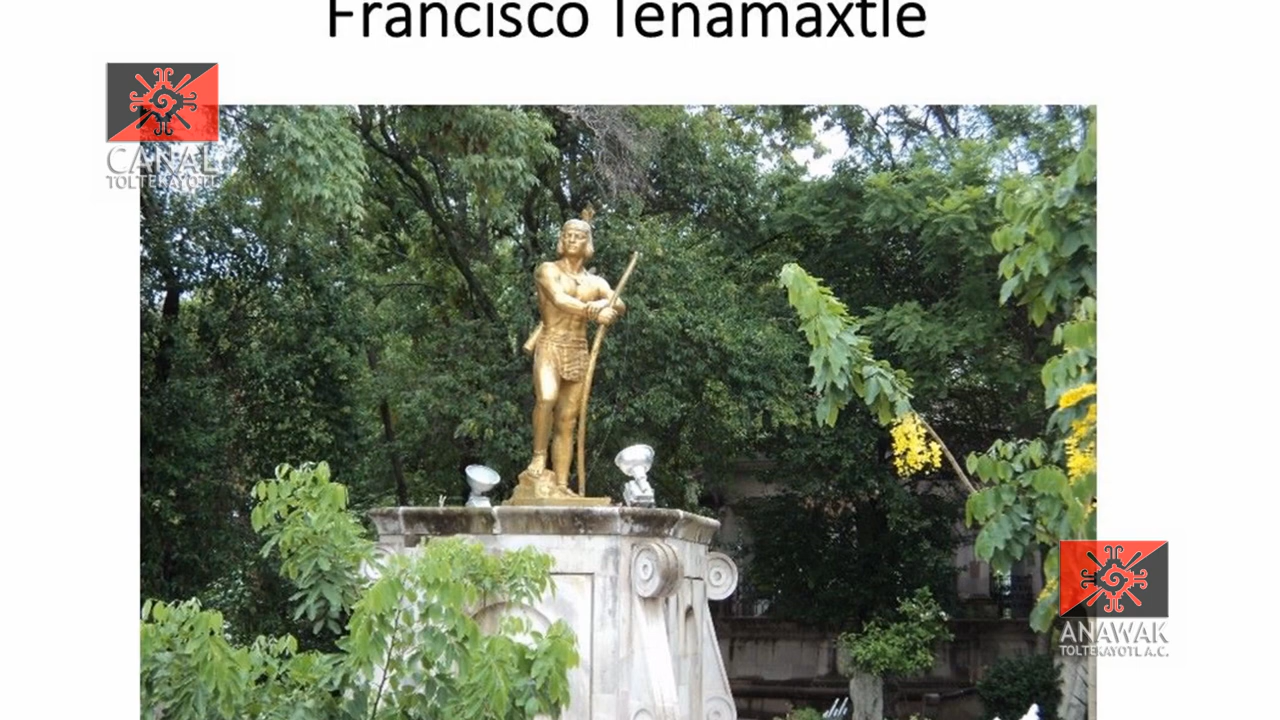 Francisco Tenamaxtle
CANAL
TOLTEKAYOTL
ANAWAK
TOLTEKAYOTL A.C.